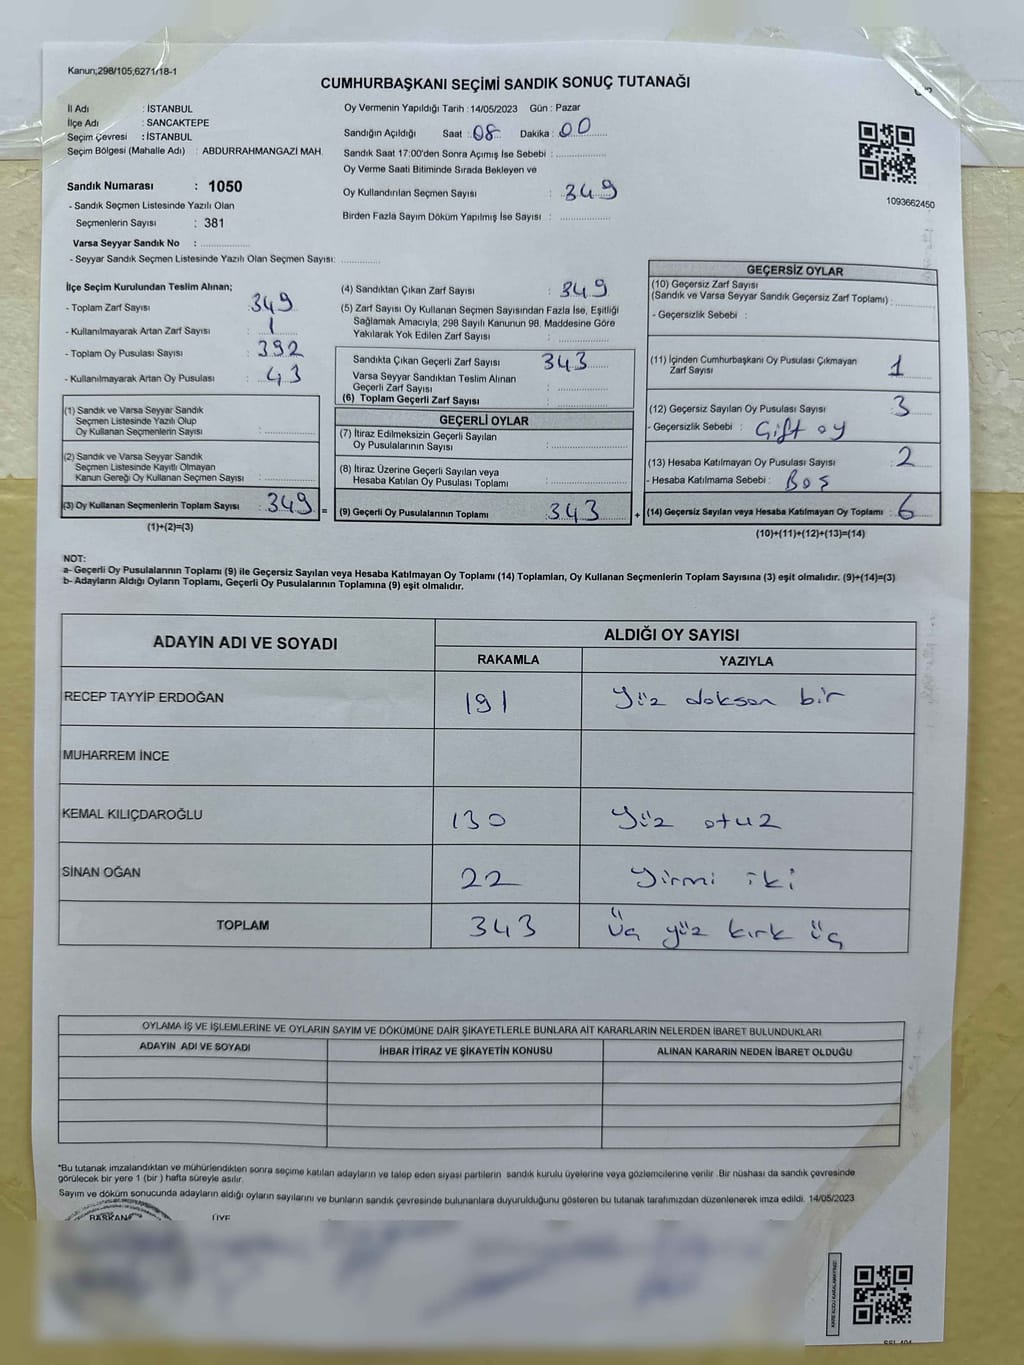 Kanun;298/105;6271/18-1
CUMHURBAŞKANI SEÇİMİ SANDIK SONUÇ TUTANAĞI
İl Adı : İSTANBUL
İlçe Adı : SANCAKTEPE
Seçim Çevresi : İSTANBUL
Seçim Bölgesi (Mahalle Adı) : ABDURRAHMANGAZİ MAH.
Oy Vermenin Yapıldığı Tarih : 14/05/2023 Gün : Pazar
Sandığın Açıldığı Saat : 08 Dakika : 00
Sandık Saat 17:00'den Sonra Açımış İse Sebebi :
Oy Verme Saati Bitiminde Sırada Bekleyen ve
Oy Kullandırılan Seçmen Sayısı : 349
Birden Fazla Sayım Döküm Yapılmış İse Sayısı :
1093662450
Sandık Numarası : 1050
- Sandık Seçmen Listesinde Yazılı Olan
Seçmenlerin Sayısı : 381
Varsa Seyyar Sandık No :
- Seyyar Sandık Seçmen Listesinde Yazılı Olan Seçmen Sayısı:
İlçe Seçim Kurulundan Teslim Alınan;
- Toplam Zarf Sayısı : 349
- Kullanılmayarak Artan Zarf Sayısı : 1
- Toplam Oy Pusulası Sayısı : 392
- Kullanılmayarak Artan Oy Pusulası : 43
(1) Sandık ve Varsa Seyyar Sandık
Seçmen Listesinde Yazılı Olup
Oy Kullanan Seçmenlerin Sayısı :
(2) Sandık ve Varsa Seyyar Sandık
Seçmen Listesinde Kayıtlı Olmayan
Kanun Gereği Oy Kullanan Seçmen Sayısı :
(3) Oy Kullanan Seçmenlerin Toplam Sayısı : 349 =
(1)+(2)=(3)
(4) Sandıktan Çıkan Zarf Sayısı : 349
(5) Zarf Sayısı Oy Kullanan Seçmen Sayısından Fazla İse, Eşitliği
Sağlamak Amacıyla; 298 Sayılı Kanunun 98. Maddesine Göre
Yakılarak Yok Edilen Zarf Sayısı :
Sandıkta Çıkan Geçerli Zarf Sayısı 343
Varsa Seyyar Sandıktan Teslim Alınan
Geçerli Zarf Sayısı :
(6) Toplam Geçerli Zarf Sayısı :
GEÇERLİ OYLAR
(7) İtiraz Edilmeksizin Geçerli Sayılan
Oy Pusulalarının Sayısı :
(8) İtiraz Üzerine Geçerli Sayılan veya
Hesaba Katılan Oy Pusulası Toplamı :
(9) Geçerli Oy Pusulalarının Toplamı : 343 +
GEÇERSİZ OYLAR
(10) Geçersiz Zarf Sayısı
(Sandık ve Varsa Seyyar Sandık Geçersiz Zarf Toplamı) :
- Geçersizlik Sebebi :
(11) İçinden Cumhurbaşkanı Oy Pusulası Çıkmayan
Zarf Sayısı 1
(12) Geçersiz Sayılan Oy Pusulası Sayısı : 3
- Geçersizlik Sebebi : Çift oy
(13) Hesaba Katılmayan Oy Pusulası Sayısı : 2
- Hesaba Katılmama Sebebi : Boş
(14) Geçersiz Sayılan veya Hesaba Katılmayan Oy Toplamı : 6
(10)+(11)+(12)+(13)=(14)
NOT:
a- Geçerli Oy Pusulalarının Toplamı (9) ile Geçersiz Sayılan veya Hesaba Katılmayan Oy Toplamı (14) Toplamları, Oy Kullanan Seçmenlerin Toplam Sayısına (3) eşit olmalıdır. (9)+(14)=(3)
b- Adayların Aldığı Oyların Toplamı, Geçerli Oy Pusulalarının Toplamına (9) eşit olmalıdır.
ADAYIN ADI VE SOYADI ALDIĞI OY SAYISI
RAKAMLA YAZIYLA
RECEP TAYYİP ERDOĞAN 191 Yüz doksan bir
MUHARREM İNCE
KEMAL KILIÇDAROĞLU 130 Yüz otuz
SİNAN OĞAN 22 Yirmi iki
TOPLAM 343 Üç yüz kırk üç
OYLAMA İŞ VE İŞLEMLERİNE VE OYLARIN SAYIM VE DÖKÜMÜNE DAİR ŞİKAYETLERLE BUNLARA AİT KARARLARIN NELERDEN İBARET BULUNDUKLARI
ADAYIN ADI VE SOYADI İHBAR İTİRAZ VE ŞİKAYETİN KONUSU ALINAN KARARIN NEDEN İBARET OLDUĞU
*Bu tutanak imzalandıktan ve mühürlendikten sonra seçime katılan adayların ve talep eden siyasi partilerin sandık kurulu üyelerine veya gözlemcilerine verilir. Bir nüshası da sandık çevresinde
görülecek bir yere 1 (bir ) hafta süreyle asılır.
Sayım ve döküm sonucunda adayların aldığı oyların sayılarını ve bunların sandık çevresinde bulunanlara duyurulduğunu gösteren bu tutanak tarafımızdan düzenlenerek imza edildi. 14/05/2023
BAŞKAN ÜYE